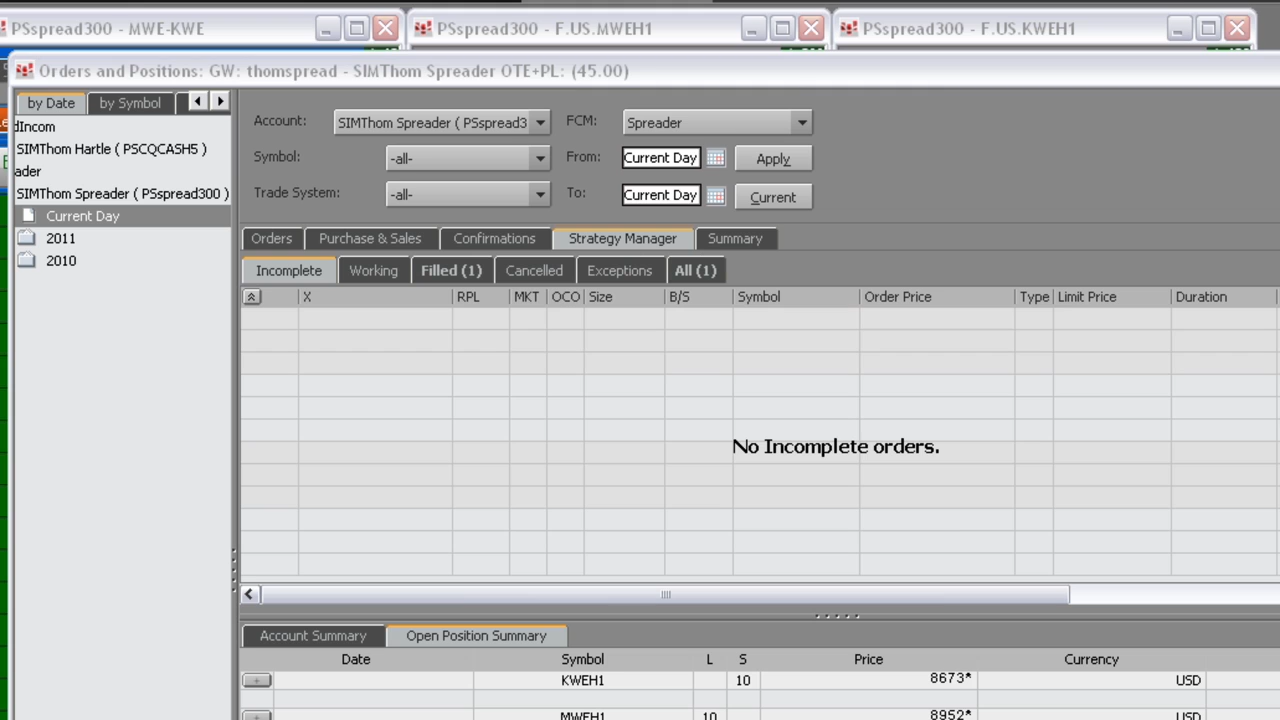 PSspread300 - MWE-KWE
PSspread300 - F.US.MWEH1
PSspread300 - F.US.KWEH1
Orders and Positions: GW: thomspread - SIMThom Spreader OTE+PL: (45.00)
by Date by Symbol
dIncom
SIMThom Hartle ( PSCQCASH5 )
ader
SIMThom Spreader ( PSspread300 )
Current Day
2011
2010
Account: SIMThom Spreader ( PSspread3 FCM: Spreader
Symbol: -all- From: Current Day Apply
Trade System: -all- To: Current Day Current
Orders Purchase & Sales Confirmations Strategy Manager Summary
Incomplete Working Filled (1) Cancelled Exceptions All (1)
X RPL MKT OCO Size B/S Symbol Order Price Type Limit Price Duration
No Incomplete orders.
Account Summary Open Position Summary
Date Symbol L S Price Currency
KWEH1 10 8673* USD
MWEH1 10 8952* USD